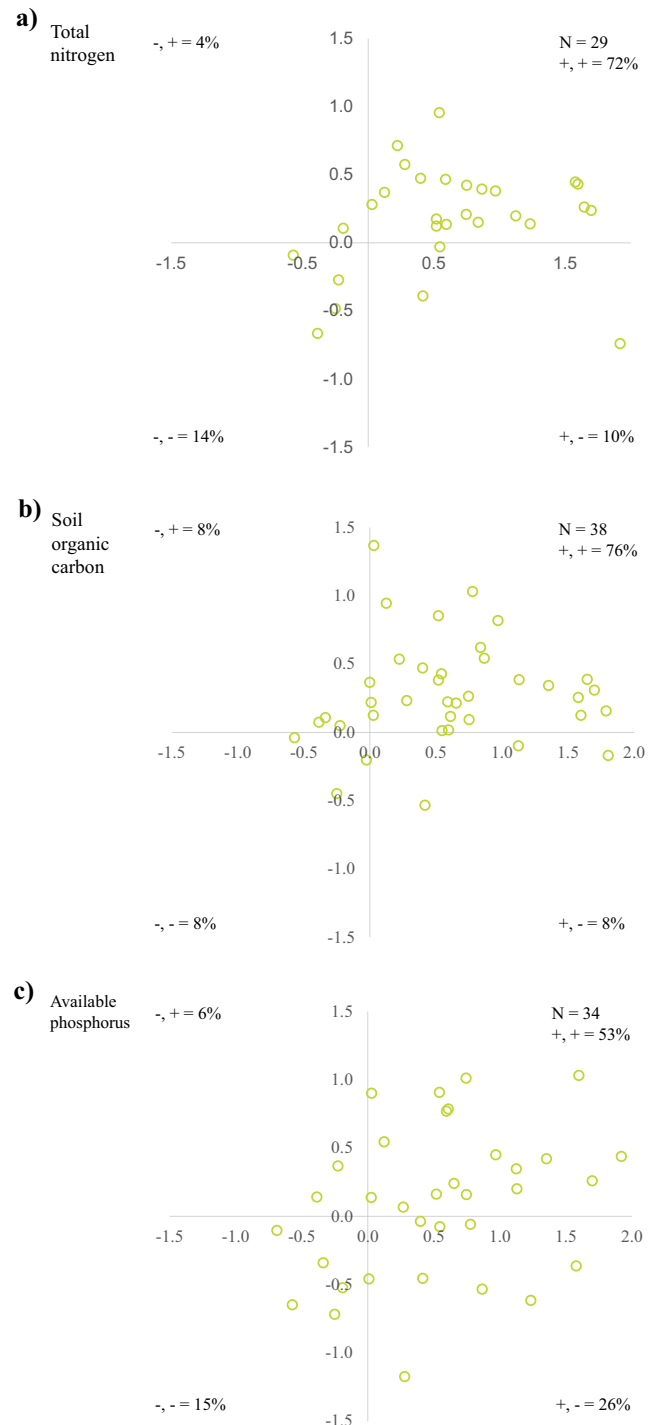 a) Total nitrogen
-, + = 4%
N = 29
+, + = 72%
1.5
1.0
0.5
0.0
-1.5
-0.5
0.5
1.5
-0.5
-1.0
-1.5
-, - = 14%
+, - = 10%
b) Soil organic carbon
-, + = 8%
N = 38
+, + = 76%
1.5
1.0
0.5
0.0
-1.5
-1.0
-0.5
0.0
0.5
1.0
1.5
2.0
-0.5
-1.0
-1.5
-, - = 8%
+, - = 8%
c) Available phosphorus
-, + = 6%
N = 34
+, + = 53%
1.5
1.0
0.5
0.0
-1.5
-1.0
-0.5
0.0
0.5
1.0
1.5
2.0
-0.5
-1.0
-1.5
-, - = 15%
+, - = 26%